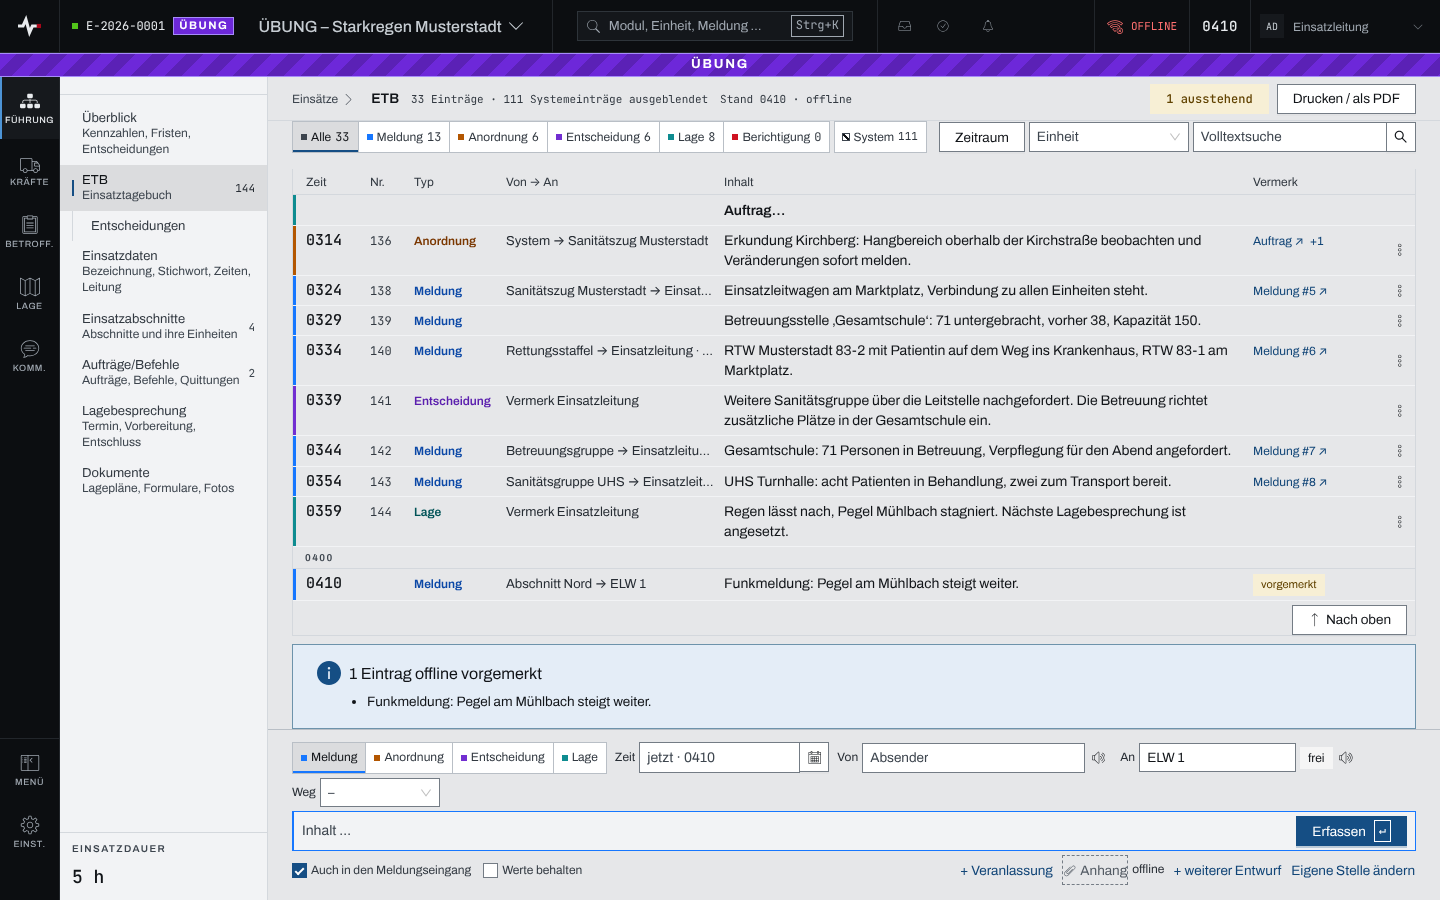 E-2026-0001 ÜBUNG ÜBUNG – Starkregen Musterstadt Modul, Einheit, Meldung ... Strg+K OFFLINE 0410 AD Einsatzleitung
ÜBUNG
FÜHRUNG
KRÄFTE
BETROFF.
LAGE
KOMM.
MENÜ
EINST.
Überblick
Kennzahlen, Fristen,
Entscheidungen
ETB
Einsatztagebuch 144
Entscheidungen
Einsatzdaten
Bezeichnung, Stichwort, Zeiten,
Leitung
Einsatzabschnitte
Abschnitte und ihre Einheiten 4
Aufträge/Befehle
Aufträge, Befehle, Quittungen 2
Lagebesprechung
Termin, Vorbereitung,
Entschluss
Dokumente
Lagepläne, Formulare, Fotos
EINSATZDAUER
5 h
Einsätze ETB 33 Einträge · 111 Systemeinträge ausgeblendet Stand 0410 · offline 1 ausstehend Drucken / als PDF
Alle 33 Meldung 13 Anordnung 6 Entscheidung 6 Lage 8 Berichtigung 0 System 111 Zeitraum Einheit Volltextsuche
Zeit Nr. Typ Von → An Inhalt Vermerk
Auftrag...
0314 136 Anordnung System → Sanitätszug Musterstadt Erkundung Kirchberg: Hangbereich oberhalb der Kirchstraße beobachten und Auftrag ↗ +1
Veränderungen sofort melden.
0324 138 Meldung Sanitätszug Musterstadt → Einsat... Einsatzleitwagen am Marktplatz, Verbindung zu allen Einheiten steht. Meldung #5 ↗
0329 139 Meldung Betreuungsstelle ‚Gesamtschule‘: 71 untergebracht, vorher 38, Kapazität 150.
0334 140 Meldung Rettungsstaffel → Einsatzleitung · ... RTW Musterstadt 83-2 mit Patientin auf dem Weg ins Krankenhaus, RTW 83-1 am Meldung #6 ↗
Marktplatz.
0339 141 Entscheidung Vermerk Einsatzleitung Weitere Sanitätsgruppe über die Leitstelle nachgefordert. Die Betreuung richtet
zusätzliche Plätze in der Gesamtschule ein.
0344 142 Meldung Betreuungsgruppe → Einsatzleitu... Gesamtschule: 71 Personen in Betreuung, Verpflegung für den Abend angefordert. Meldung #7 ↗
0354 143 Meldung Sanitätsgruppe UHS → Einsatzleit... UHS Turnhalle: acht Patienten in Behandlung, zwei zum Transport bereit. Meldung #8 ↗
0359 144 Lage Vermerk Einsatzleitung Regen lässt nach, Pegel Mühlbach stagniert. Nächste Lagebesprechung ist
angesetzt.
0400
0410 Meldung Abschnitt Nord → ELW 1 Funkmeldung: Pegel am Mühlbach steigt weiter. vorgemerkt
↑ Nach oben
1 Eintrag offline vorgemerkt
• Funkmeldung: Pegel am Mühlbach steigt weiter.
Meldung Anordnung Entscheidung Lage Zeit jetzt · 0410 Von Absender An ELW 1 frei
Weg –
Inhalt ... Erfassen ↵
Auch in den Meldungseingang Werte behalten + Veranlassung Anhang offline + weiterer Entwurf Eigene Stelle ändern